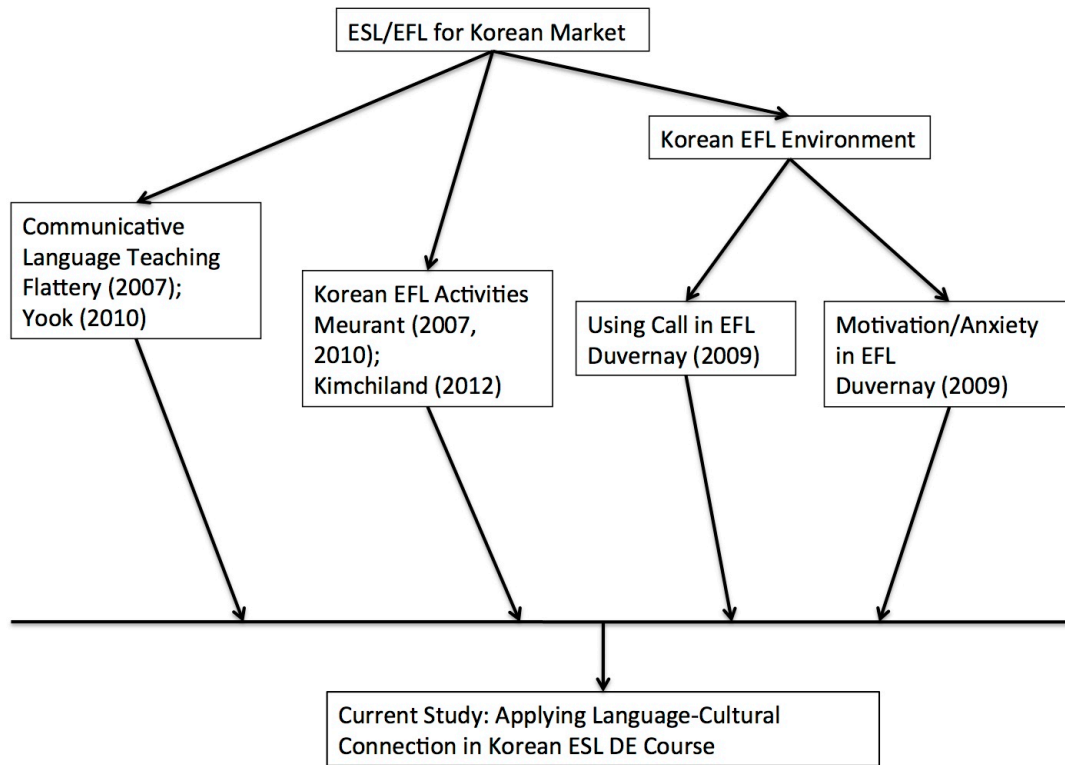 ESL/EFL for Korean Market
Korean EFL Environment
Communicative
Language Teaching
Flattery (2007);
Yook (2010)
Korean EFL Activities
Meurant (2007,
2010);
Kimchiland (2012)
Using Call in EFL
Duvernay (2009)
Motivation/Anxiety
in EFL
Duvernay (2009)
Current Study: Applying Language-Cultural
Connection in Korean ESL DE Course